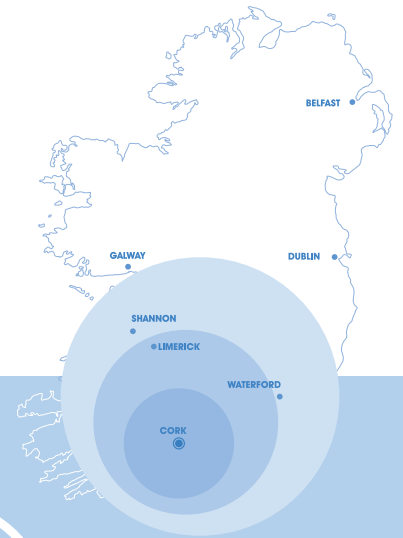 BELFAST
GALWAY
DUBLIN
SHANNON
LIMERICK
WATERFORD
CORK